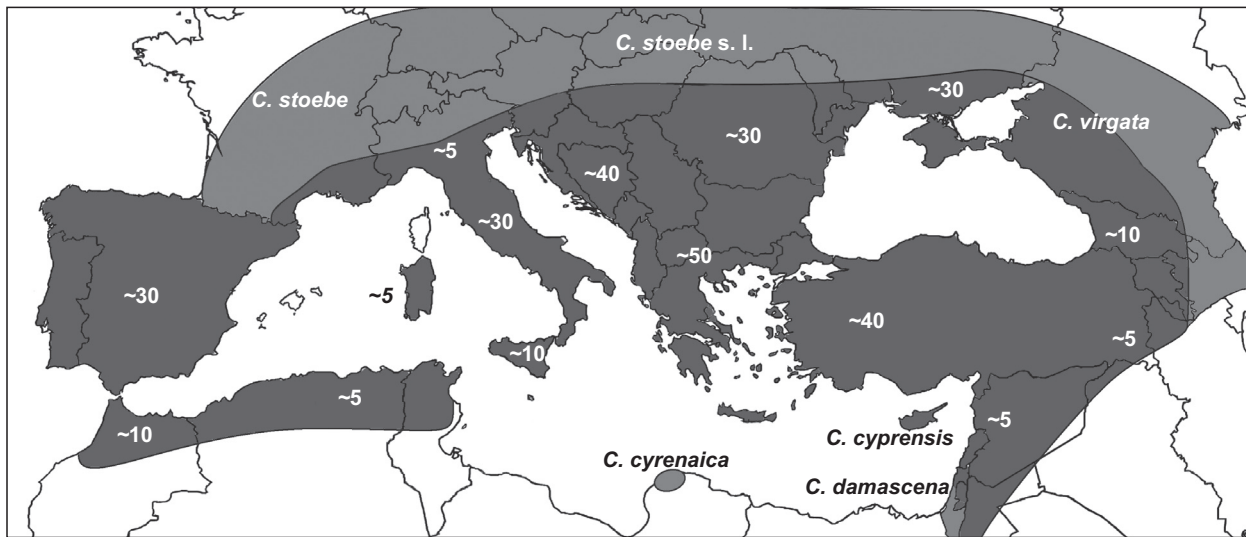 C. stoebe s. l.
C. stoebe
~30
C. virgata
~5
~30
~40
~30
~10
~50
~30
~5
~40
~5
~10
~5
~5
~10
C. cyprensis
C. cyrenaica
C. damascena